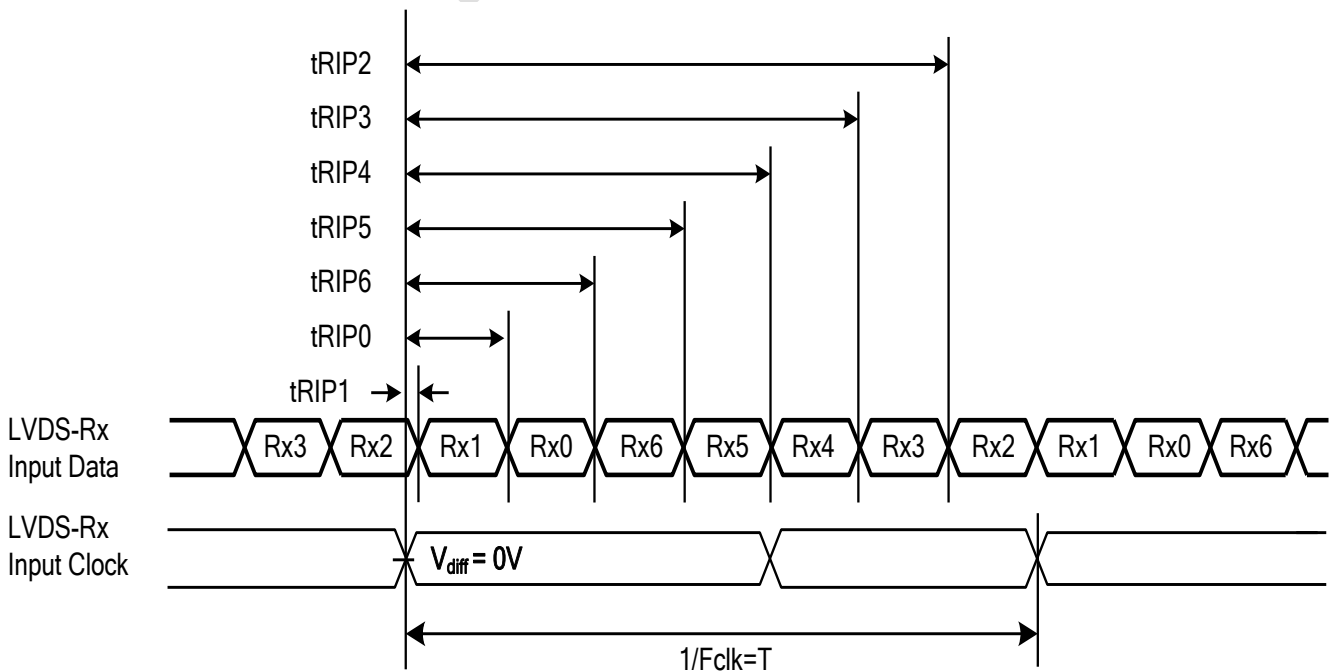 tRIP2
tRIP3
tRIP4
tRIP5
tRIP6
tRIP0
tRIP1
LVDS-Rx
Input Data
Rx3 Rx2 Rx1 Rx0 Rx6 Rx5 Rx4 Rx3 Rx2 Rx1 Rx0 Rx6
LVDS-Rx
Input Clock
Vdiff = 0V
1/Fclk=T